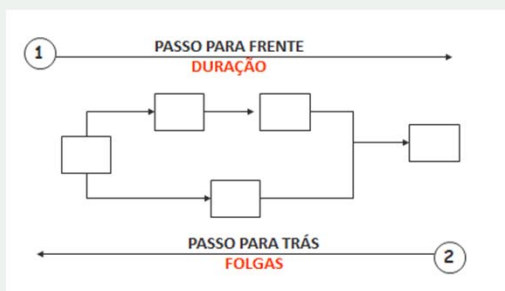 1
PASSO PARA FRENTE
DURAÇÃO
PASSO PARA TRÁS
FOLGAS
2